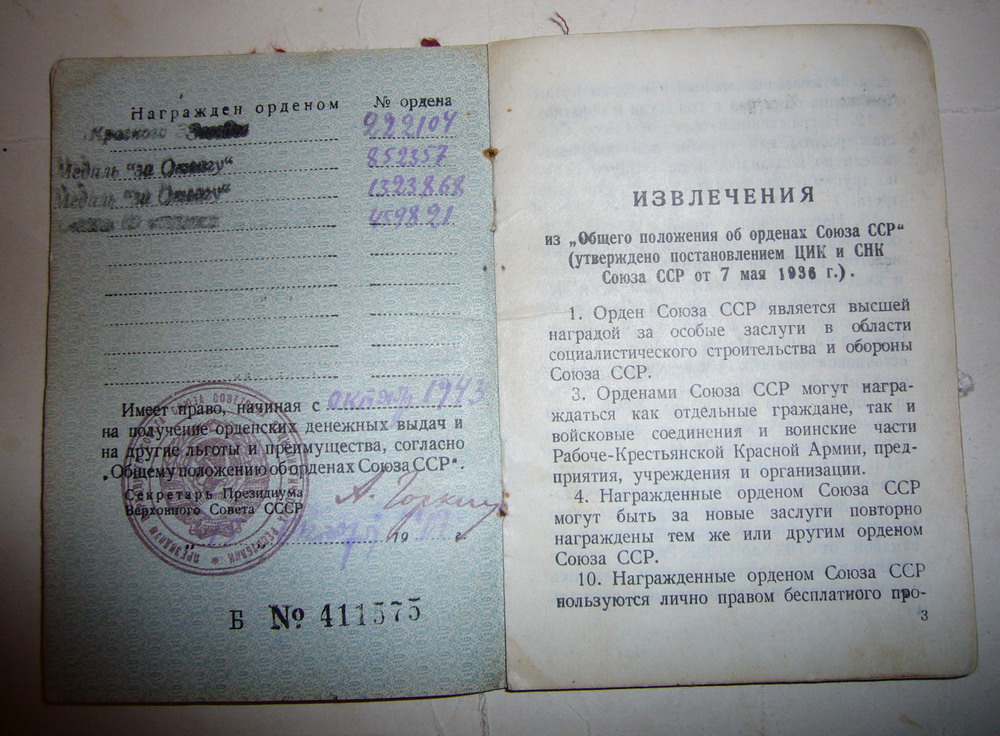 Награжден орденом № ордена
Красного 222104
Медаль "за Отвагу" 852357
Медаль "за Отвагу" 1323868
459821
Имеет право, начиная с октябр 1943
на получение орденских денежных выдач и
на другие льготы и преимущества, согласно
„Общему положению об орденах Союза ССР“.
Секретарь Президиума
Верховного Совета СССР
А. Горкин
19 г.
Б № 411575
ИЗВЛЕЧЕНИЯ
из „Общего положения об орденах Союза ССР“
(утверждено постановлением ЦИК и СНК
Союза ССР от 7 мая 1936 г.).
1. Орден Союза ССР является высшей
наградой за особые заслуги в области
социалистического строительства и обороны
Союза ССР.
3. Орденами Союза ССР могут награ-
ждаться как отдельные граждане, так и
войсковые соединения и воинские части
Рабоче-Крестьянской Красной Армии, пред-
приятия, учреждения и организации.
4. Награжденные орденом Союза ССР
могут быть за новые заслуги повторно
награждены тем же или другим орденом
Союза ССР.
10. Награжденные орденом Союза ССР
пользуются лично правом бесплатного про-
3